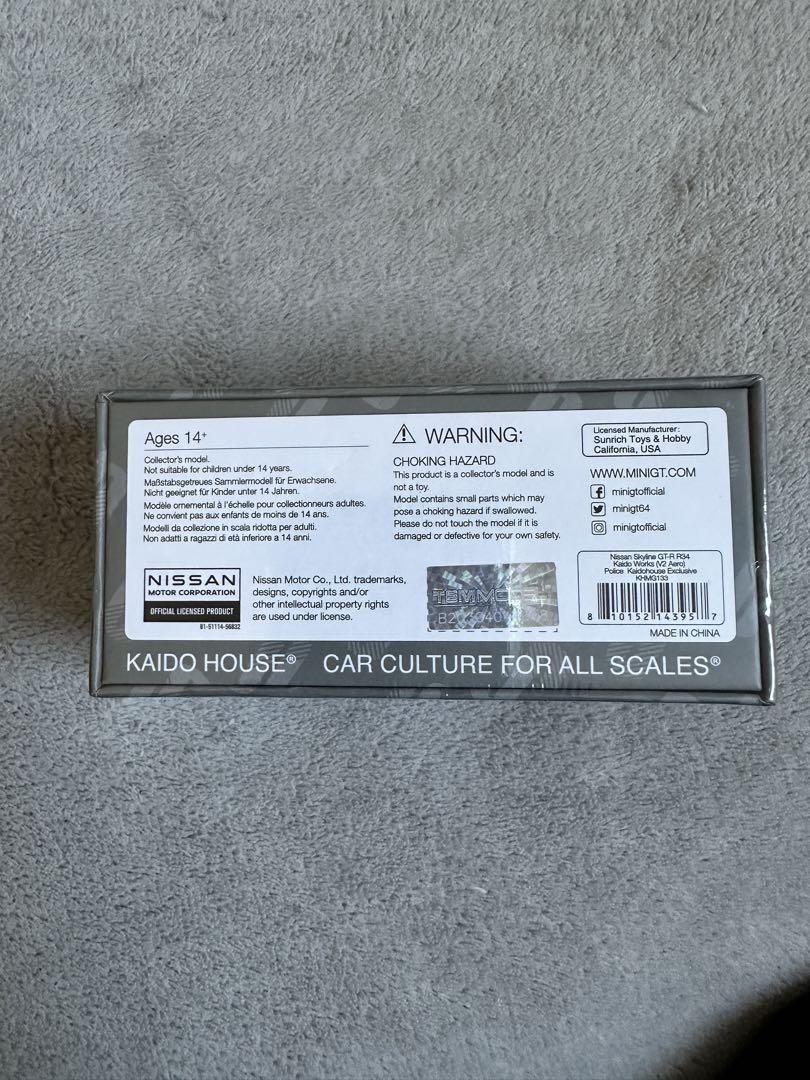 Ages 14+
Collector's model.
Not suitable for children under 14 years.
Maßstabsgetreues Sammlermodell für Erwachsene.
Nicht geeignet für Kinder unter 14 Jahren.
Modèle ornemental à l'échelle pour collectionneurs adultes.
Ne convient pas aux enfants de moins de 14 ans.
Modelli da collezione in scala ridotta per adulti.
Non adatti a ragazzi di età inferiore a 14 anni.
NISSAN
MOTOR CORPORATION
OFFICIAL LICENSED PRODUCT
81-51114-56832
Nissan Motor Co., Ltd. trademarks,
designs, copyrights and/or
other intellectual property rights
are used under license.
WARNING:
CHOKING HAZARD
This product is a collector's model and is
not a toy.
Model contains small parts which may
pose a choking hazard if swallowed.
Please do not touch the model if it is
damaged or defective for your own safety.
Licensed Manufacturer:
Sunrich Toys & Hobby
California, USA
WWW.MINIGT.COM
minigtofficial
minigt64
minigtofficial
Nissan Skyline GT-R R34
Kaido Works (V2 Aero)
Police Kaidohouse Exclusive
KHMG133
8 10152 14395 7
MADE IN CHINA
KAIDO HOUSE® CAR CULTURE FOR ALL SCALES®